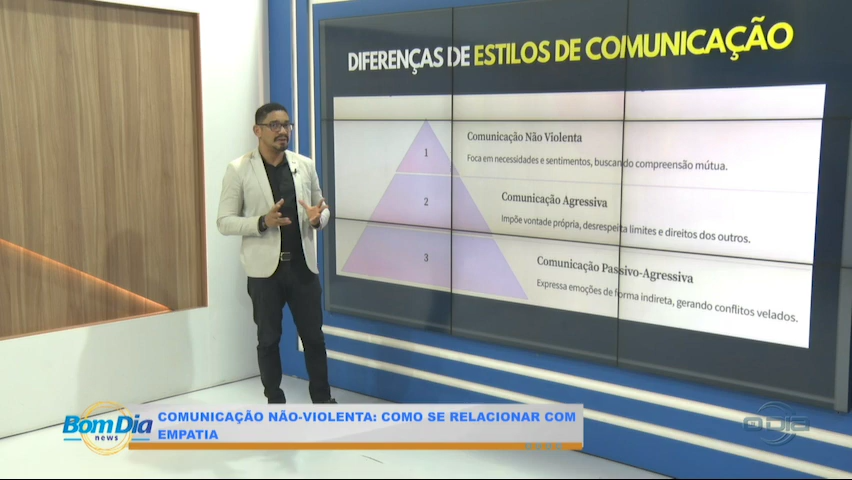 DIFERENÇAS DE ESTILOS DE COMUNICAÇÃO
1
Comunicação Não Violenta
Foca em necessidades e sentimentos, buscando compreensão mútua.
2
Comunicação Agressiva
Impõe vontade própria, desrespeita limites e direitos dos outros.
3
Comunicação Passivo-Agressiva
Expressa emoções de forma indireta, gerando conflitos velados.
BomDia
news
COMUNICAÇÃO NÃO-VIOLENTA: COMO SE RELACIONAR COM
EMPATIA
O DIA